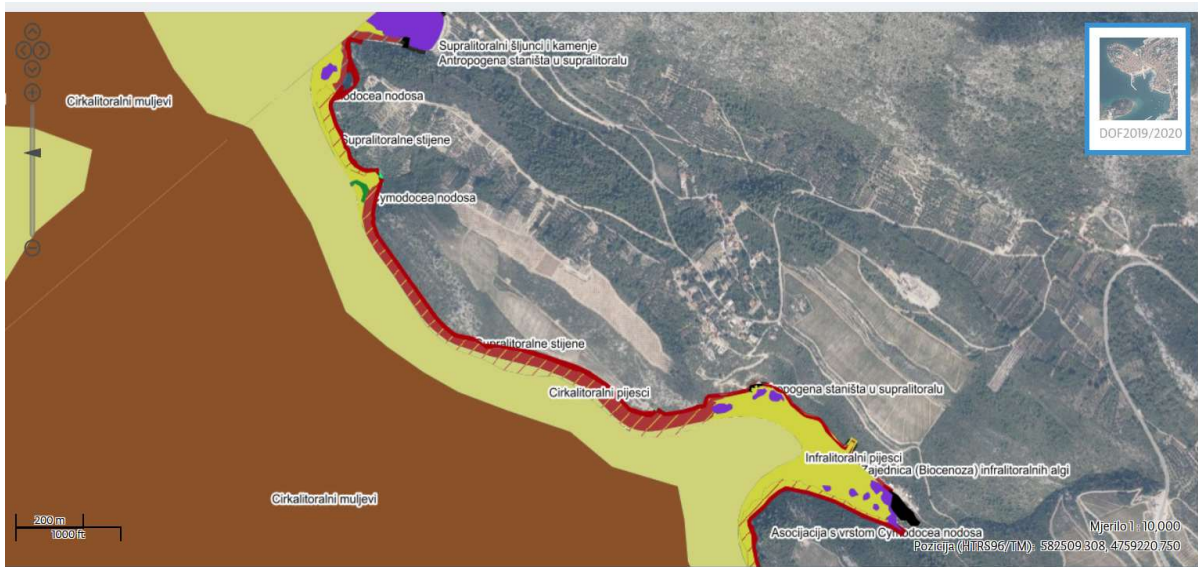 Supralitoralni šljunci i kamenje
Antropogena staništa u supralitoralu
Cirkalitoralni muljevi
odocea nodosa
DOF2019/2020
Supralitoralne stijene
ymodocea nodosa
Supralitoralne stijene
Cirkalitoralni pijesci
opogena staništa u supralitoralu
Infralitoralni pijesci
Zajednica (Biocenoza) infralitoralnih algi
Cirkalitoralni muljevi
200 m
1000 ft
Mjerilo 1 : 10,000
Asocijacija s vrstom Cymodocea nodosa
Pozicija (HTRS96/TM): 582509.308, 4759220.750